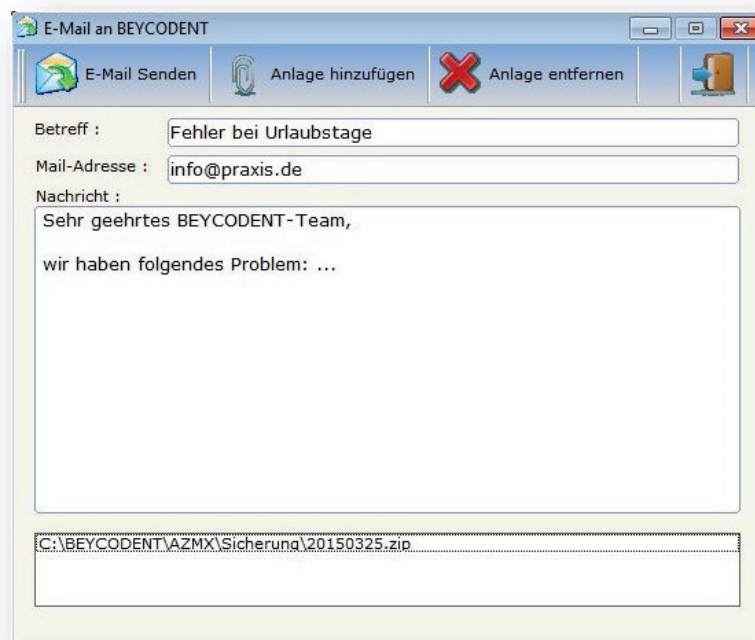 E-Mail an BEYCODENT
E-Mail Senden Anlage hinzufügen Anlage entfernen
Betreff : Fehler bei Urlaubstage
Mail-Adresse : info@praxis.de
Nachricht :
Sehr geehrtes BEYCODENT-Team,
wir haben folgendes Problem: ...
C:\BEYCODENT\AZMX\Sicherung\20150325.zip